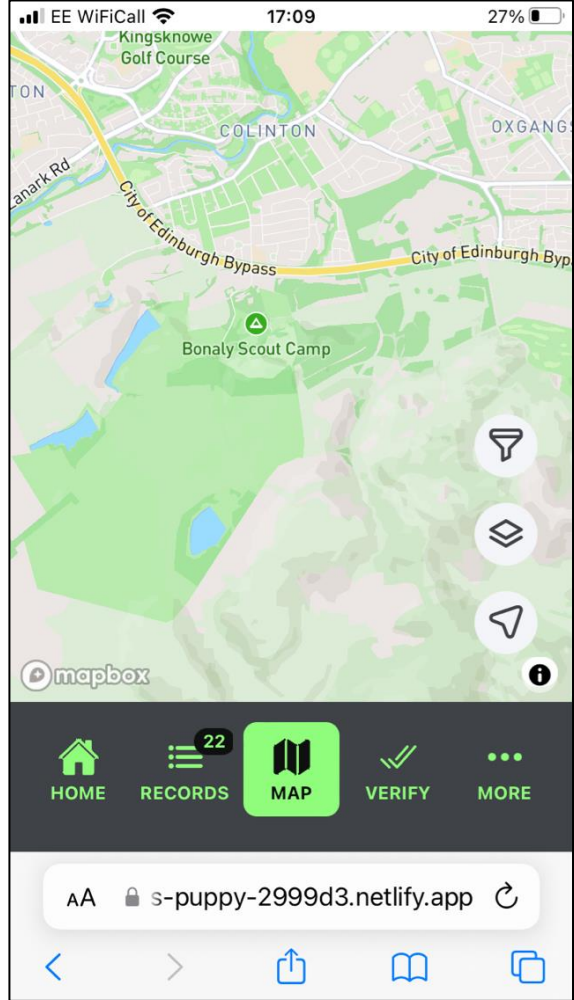 EE WiFiCall 17:09 27%
Kingsknowe
Golf Course
TON
COLINTON
OXGANGS
Lanark Rd
City of Edinburgh Bypass
City of Edinburgh Byp
Bonaly Scout Camp
mapbox
22
HOME RECORDS MAP VERIFY MORE
AA s-puppy-2999d3.netlify.app